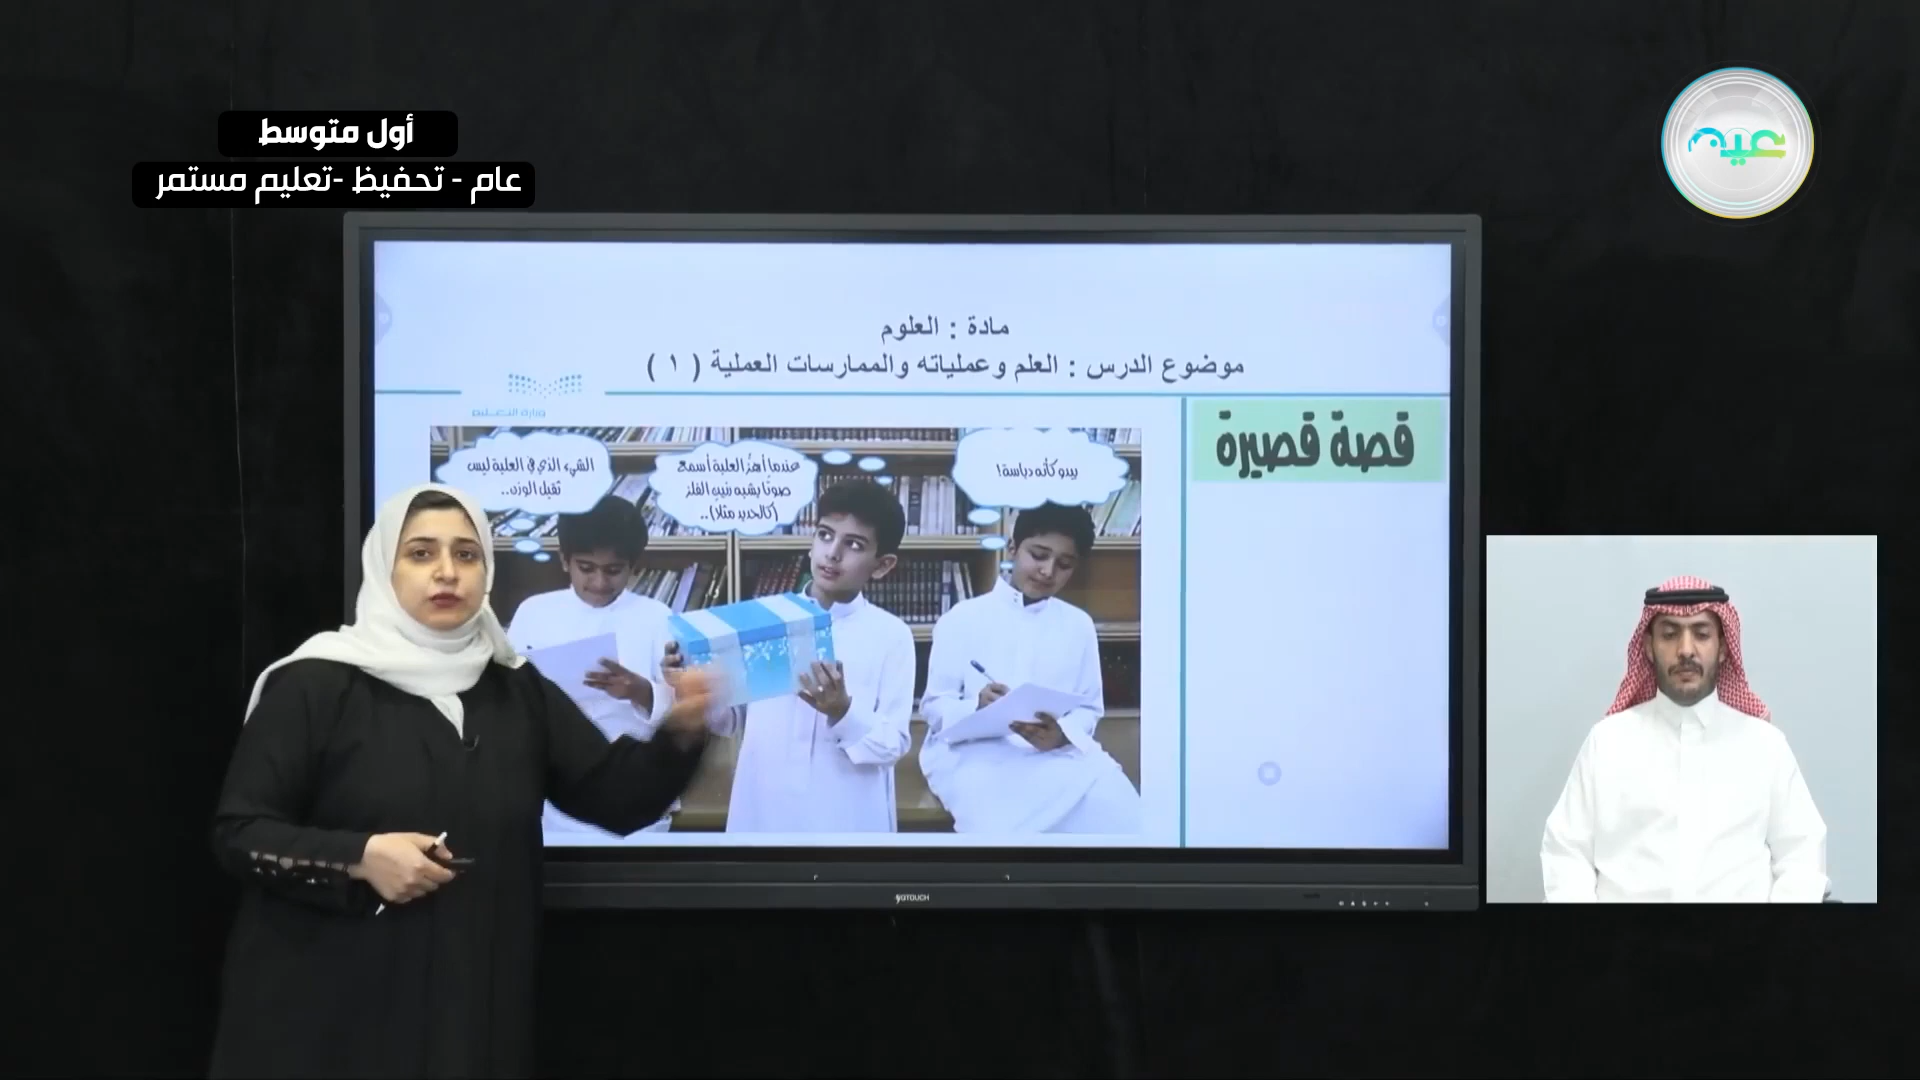 أول متوسط
عام - تحفيظ -تعليم مستمر
عين
مادة : العلوم
موضوع الدرس : العلم وعملياته والممارسات العملية ( ١ )
وزارة التعليم
قصة قصيرة
يبدو كأنه دباسة!
عندما أهز العلبة أسمع
صوتا يشبه رنين الفلز
(كالحديد مثلا)..
الشيء الذي في العلبة ليس
ثقيل الوزن..